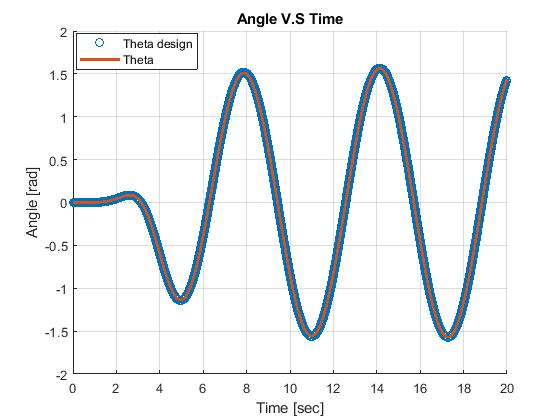 Angle V.S Time
Theta design
Theta
2
1.5
1
0.5
0
-0.5
-1
-1.5
-2
Angle [rad]
0 2 4 6 8 10 12 14 16 18 20
Time [sec]